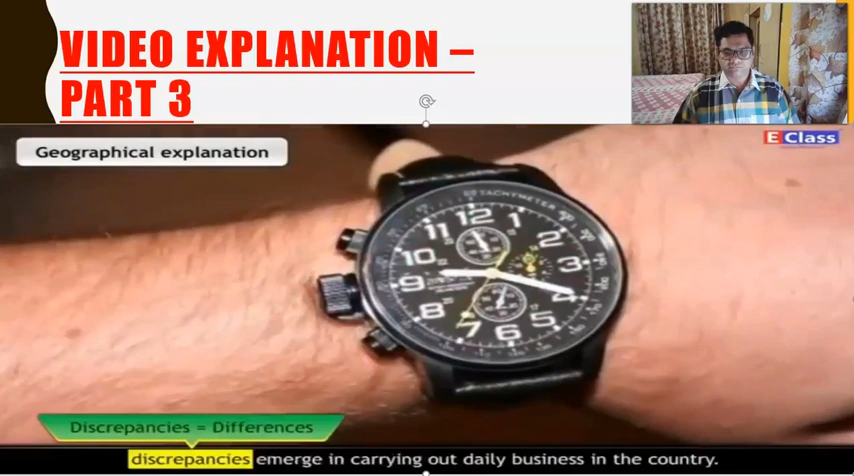 VIDEO EXPLANATION –
PART 3
Geographical explanation
E Class
TACHYMETER
12
11
1
10
2
9
3
8
4
7
5
6
Discrepancies = Differences
discrepancies emerge in carrying out daily business in the country.